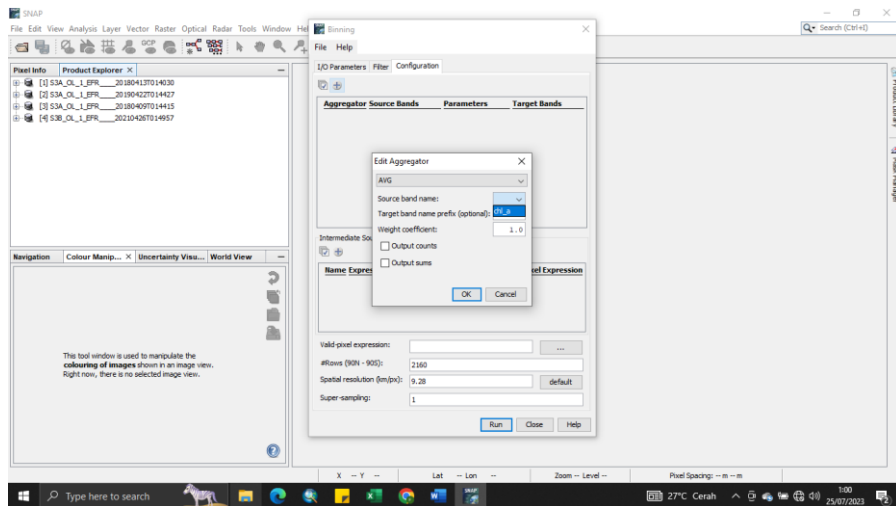 SNAP
File Edit View Analysis Layer Vector Raster Optical Radar Tools Window Hel
Search (Ctrl+I)
Pixel Info Product Explorer ×
[1] S3A_OL_1_EFR____20180413T014030
[2] S3A_OL_1_EFR____20190422T014427
[3] S3A_OL_1_EFR____20180409T014415
[4] S3B_OL_1_EFR____20210426T014957
Binning
File Help
I/O Parameters Filter Configuration
Aggregator Source Bands Parameters Target Bands
Edit Aggregator
AVG
Source band name:
chl_a
Target band name prefix (optional):
Weight coefficient: 1.0
Output counts
Output sums
OK Cancel
Intermediate Sou
Name Expres xel Expression
Valid-pixel expression: ...
#Rows (90N - 90S): 2160
Spatial resolution (km/px): 9.28 default
Super-sampling: 1
Run Close Help
Navigation Colour Manip... × Uncertainty Visu... World View
This tool window is used to manipulate the
colouring of images shown in an image view.
Right now, there is no selected image view.
Product Library
Mask Manager
X -- Y -- Lat -- Lon -- Zoom -- Level -- Pixel Spacing: -- m -- m
Type here to search
27°C Cerah
1:00
25/07/2023